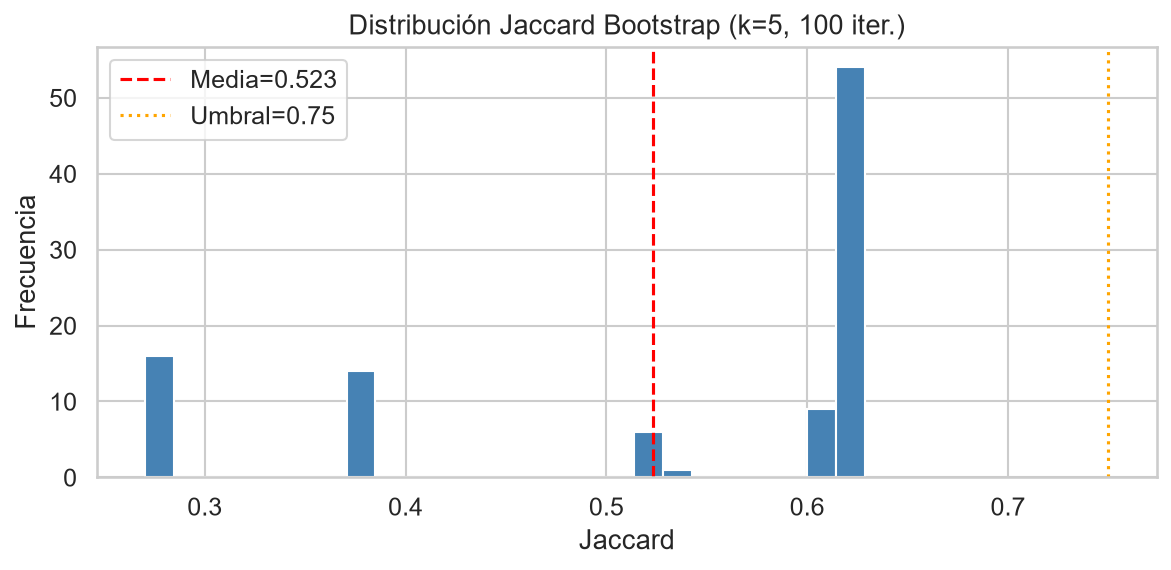 Distribución Jaccard Bootstrap (k=5, 100 iter.)
Media=0.523
Umbral=0.75
Frecuencia
50
40
30
20
10
0
0.3 0.4 0.5 0.6 0.7
Jaccard